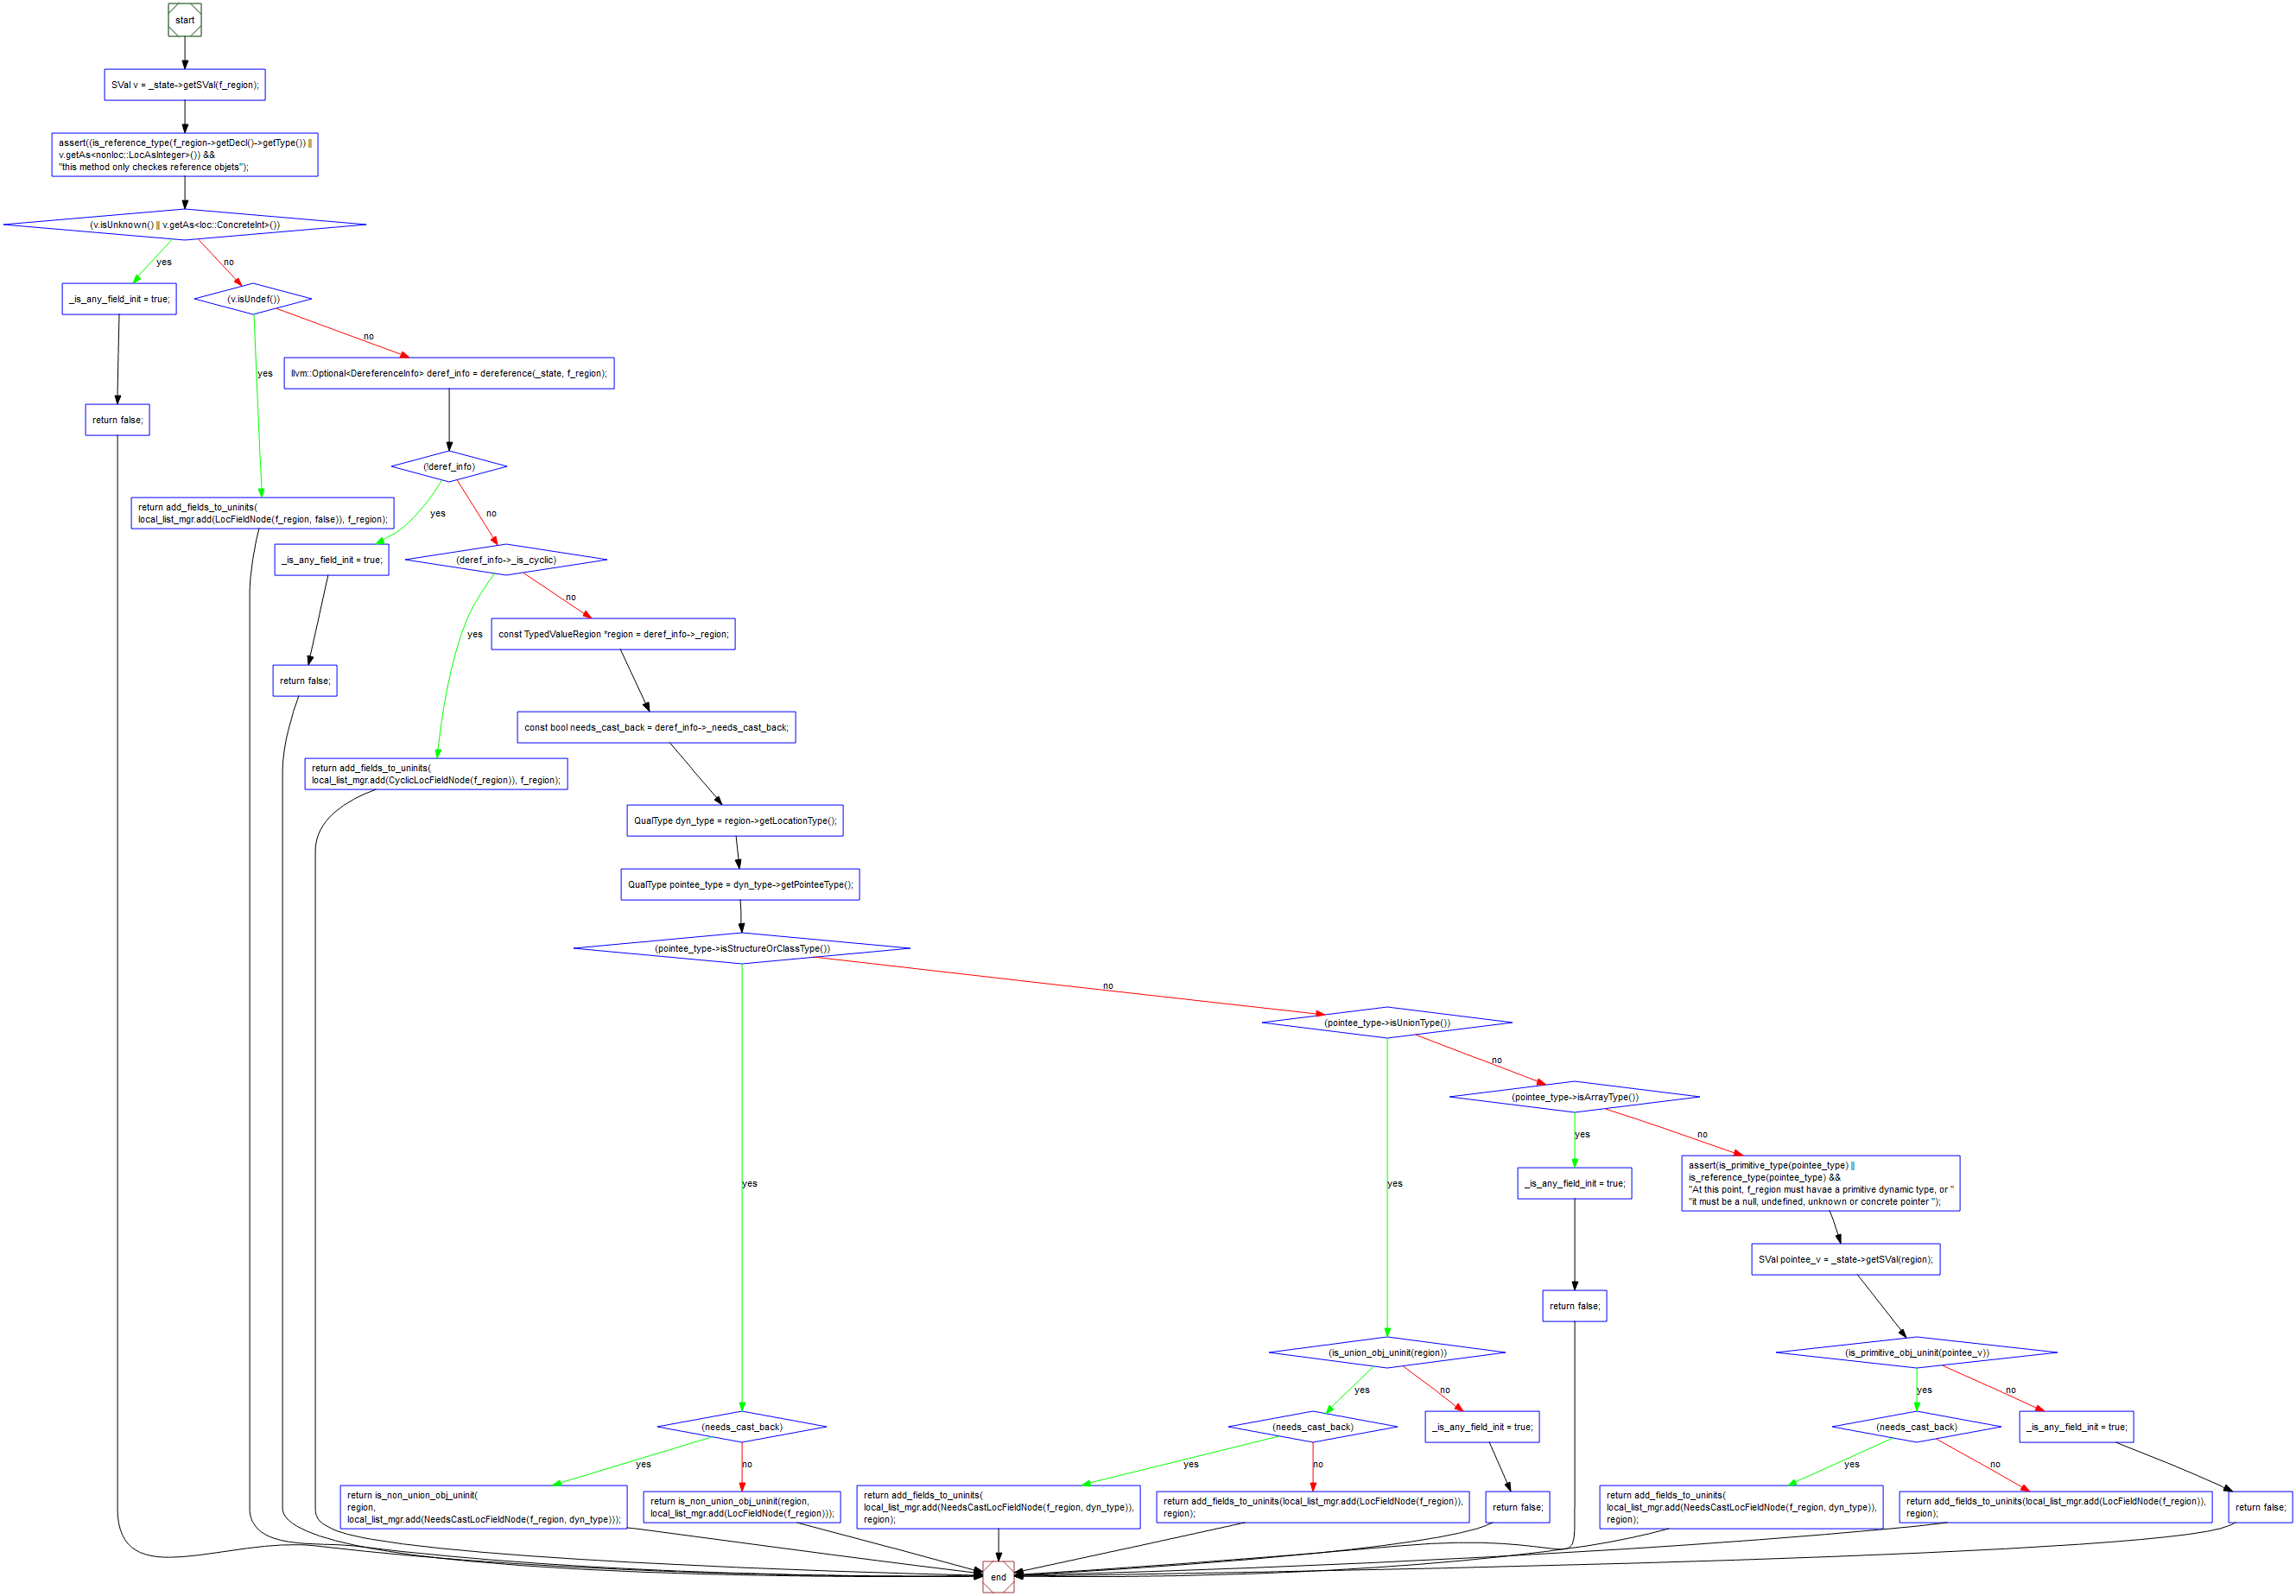 start
SVal v = _state->getSVal(f_region);
assert((is_reference_type(f_region->getDecl()->getType()) ||
v.getAs<nonloc::LocAsInteger>()) &&
"this method only checkes reference objets");
(v.isUnknown() || v.getAs<loc::ConcreteInt>())
yes
no
_is_any_field_init = true;
(v.isUndef())
no
yes
llvm::Optional<DereferenceInfo> deref_info = dereference(_state, f_region);
return false;
(!deref_info)
return add_fields_to_uninits(
local_list_mgr.add(LocFieldNode(f_region, false)), f_region);
yes
no
_is_any_field_init = true;
(deref_info->_is_cyclic)
no
yes
const TypedValueRegion *region = deref_info->_region;
return false;
const bool needs_cast_back = deref_info->_needs_cast_back;
return add_fields_to_uninits(
local_list_mgr.add(CyclicLocFieldNode(f_region)), f_region);
QualType dyn_type = region->getLocationType();
QualType pointee_type = dyn_type->getPointeeType();
(pointee_type->isStructureOrClassType())
no
(pointee_type->isUnionType())
no
(pointee_type->isArrayType())
yes
no
yes
yes
_is_any_field_init = true;
assert(is_primitive_type(pointee_type) ||
is_reference_type(pointee_type) &&
"At this point, f_region must havae a primitive dynamic type, or "
"it must be a null, undefined, unknown or concrete pointer ");
SVal pointee_v = _state->getSVal(region);
return false;
(is_union_obj_uninit(region))
(is_primitive_obj_uninit(pointee_v))
yes
no
yes
no
(needs_cast_back)
(needs_cast_back)
_is_any_field_init = true;
(needs_cast_back)
_is_any_field_init = true;
yes
no
yes
no
yes
no
return is_non_union_obj_uninit(
region,
local_list_mgr.add(NeedsCastLocFieldNode(f_region, dyn_type)));
return is_non_union_obj_uninit(region,
local_list_mgr.add(LocFieldNode(f_region)));
return add_fields_to_uninits(
local_list_mgr.add(NeedsCastLocFieldNode(f_region, dyn_type)),
region);
return add_fields_to_uninits(local_list_mgr.add(LocFieldNode(f_region)),
region);
return false;
return add_fields_to_uninits(
local_list_mgr.add(NeedsCastLocFieldNode(f_region, dyn_type)),
region);
return add_fields_to_uninits(local_list_mgr.add(LocFieldNode(f_region)),
region);
return false;
end